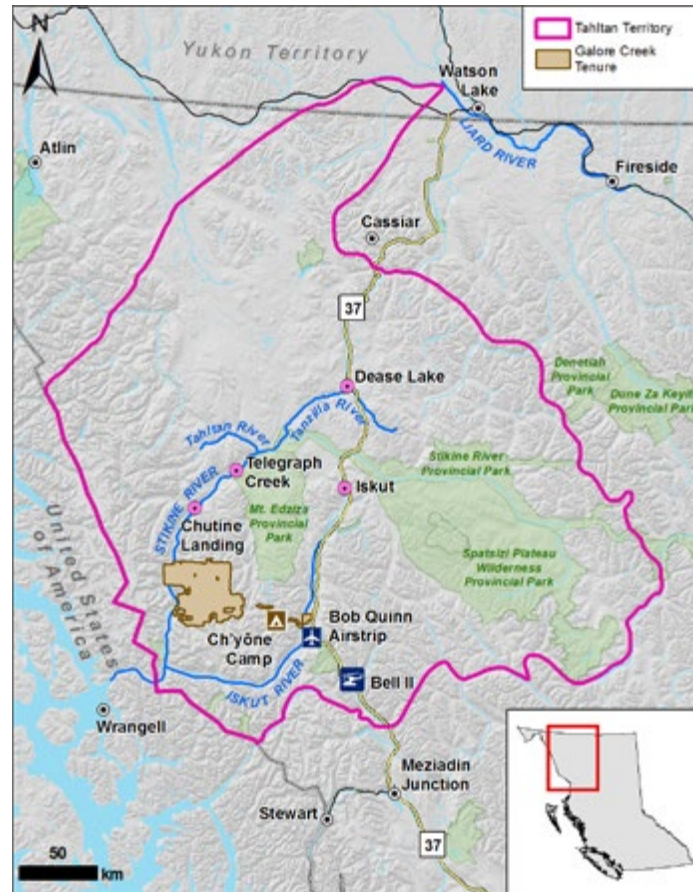 N
Yukon Territory
Tahltan Territory
Galore Creek
Tenure
Watson
Lake
LIARD RIVER
Atlin
Fireside
Cassiar
37
Denetiah
Provincial
Park
Dune Za Keyih
Provincial Park
Dease Lake
Tahltan River
Tanzilla River
Stikine River
Provincial Park
Telegraph
Creek
Iskut
Mt. Edziza
Provincial
Park
STIKINE RIVER
Chutine
Landing
Spatsizi Plateau
Wilderness
Provincial Park
United States
of America
Bob Quinn
Airstrip
Ch'yōne
Camp
Bell II
ISKUT RIVER
Wrangell
Meziadin
Junction
Stewart
37
50
km